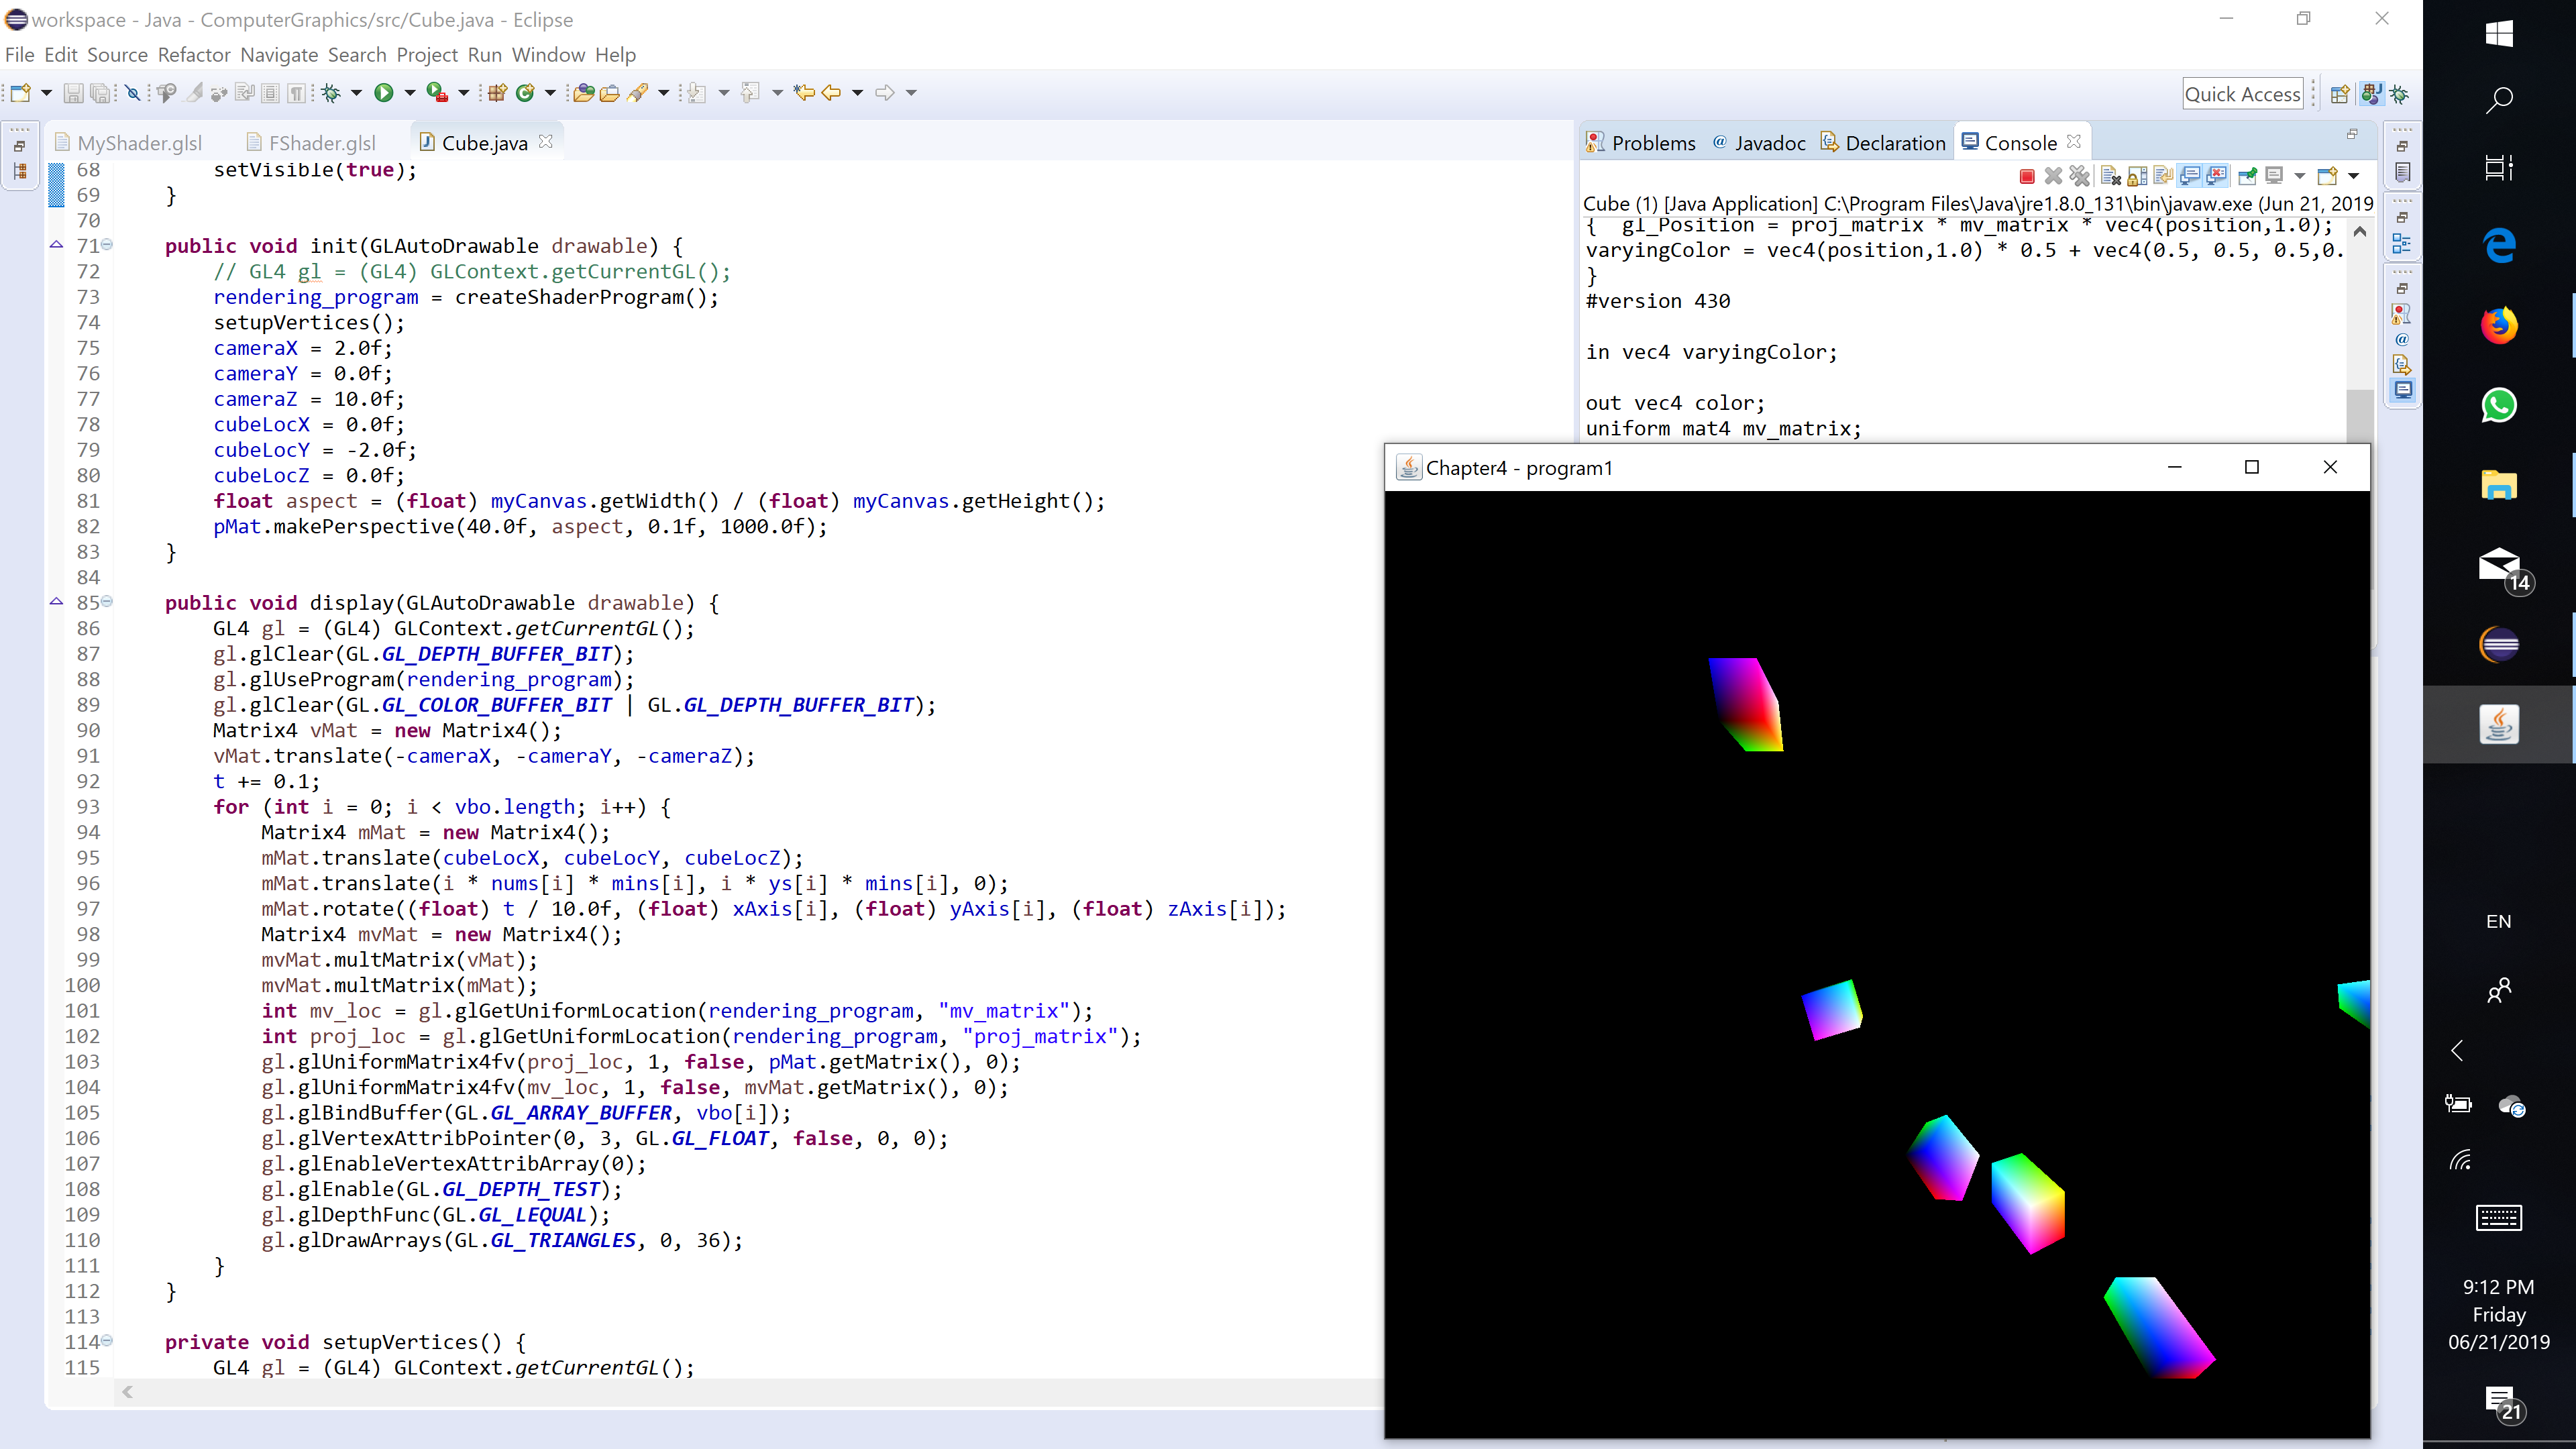 workspace - Java - ComputerGraphics/src/Cube.java - Eclipse
File Edit Source Refactor Navigate Search Project Run Window Help
Quick Access
MyShader.glsl FShader.glsl Cube.java
68 setVisible(true);
69 }
70
71 public void init(GLAutoDrawable drawable) {
72 // GL4 gl = (GL4) GLContext.getCurrentGL();
73 rendering_program = createShaderProgram();
74 setupVertices();
75 cameraX = 2.0f;
76 cameraY = 0.0f;
77 cameraZ = 10.0f;
78 cubeLocX = 0.0f;
79 cubeLocY = -2.0f;
80 cubeLocZ = 0.0f;
81 float aspect = (float) myCanvas.getWidth() / (float) myCanvas.getHeight();
82 pMat.makePerspective(40.0f, aspect, 0.1f, 1000.0f);
83 }
84
85 public void display(GLAutoDrawable drawable) {
86 GL4 gl = (GL4) GLContext.getCurrentGL();
87 gl.glClear(GL.GL_DEPTH_BUFFER_BIT);
88 gl.glUseProgram(rendering_program);
89 gl.glClear(GL.GL_COLOR_BUFFER_BIT | GL.GL_DEPTH_BUFFER_BIT);
90 Matrix4 vMat = new Matrix4();
91 vMat.translate(-cameraX, -cameraY, -cameraZ);
92 t += 0.1;
93 for (int i = 0; i < vbo.length; i++) {
94 Matrix4 mMat = new Matrix4();
95 mMat.translate(cubeLocX, cubeLocY, cubeLocZ);
96 mMat.translate(i * nums[i] * mins[i], i * ys[i] * mins[i], 0);
97 mMat.rotate((float) t / 10.0f, (float) xAxis[i], (float) yAxis[i], (float) zAxis[i]);
98 Matrix4 mvMat = new Matrix4();
99 mvMat.multMatrix(vMat);
100 mvMat.multMatrix(mMat);
101 int mv_loc = gl.glGetUniformLocation(rendering_program, "mv_matrix");
102 int proj_loc = gl.glGetUniformLocation(rendering_program, "proj_matrix");
103 gl.glUniformMatrix4fv(proj_loc, 1, false, pMat.getMatrix(), 0);
104 gl.glUniformMatrix4fv(mv_loc, 1, false, mvMat.getMatrix(), 0);
105 gl.glBindBuffer(GL.GL_ARRAY_BUFFER, vbo[i]);
106 gl.glVertexAttribPointer(0, 3, GL.GL_FLOAT, false, 0, 0);
107 gl.glEnableVertexAttribArray(0);
108 gl.glEnable(GL.GL_DEPTH_TEST);
109 gl.glDepthFunc(GL.GL_LEQUAL);
110 gl.glDrawArrays(GL.GL_TRIANGLES, 0, 36);
111 }
112 }
113
114 private void setupVertices() {
115 GL4 gl = (GL4) GLContext.getCurrentGL();
Problems Javadoc Declaration Console
Cube (1) [Java Application] C:\Program Files\Java\jre1.8.0_131\bin\javaw.exe (Jun 21, 2019
{ gl_Position = proj_matrix * mv_matrix * vec4(position,1.0);
varyingColor = vec4(position,1.0) * 0.5 + vec4(0.5, 0.5, 0.5,0.
}
#version 430
in vec4 varyingColor;
out vec4 color;
uniform mat4 mv_matrix;
Chapter4 - program1
14
EN
9:12 PM
Friday
06/21/2019
21